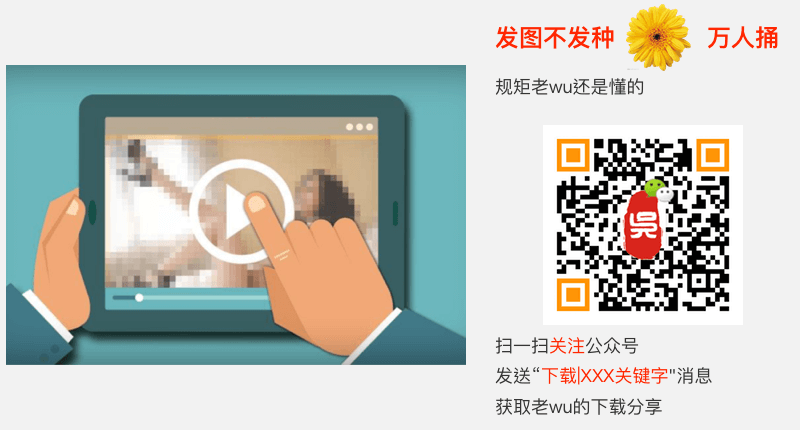 发图不发种 万人捅
规矩老wu还是懂的
吳
扫一扫关注公众号
发送“下载|XXX关键字"消息
获取老wu的下载分享